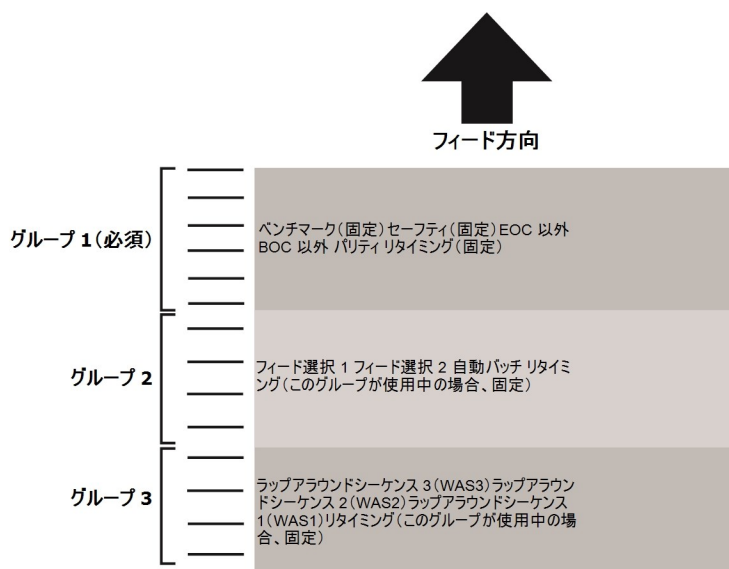 フィード方向
グループ 1(必須)
ベンチマーク(固定)セーフティ(固定)EOC 以外
BOC 以外 パリティ リタイミング(固定)
グループ 2
フィード選択 1 フィード選択 2 自動バッチ リタイミ
ング(このグループが使用中の場合、固定)
グループ 3
ラップアラウンドシーケンス 3(WAS3)ラップアラウン
ドシーケンス 2(WAS2)ラップアラウンドシーケンス
1(WAS1)リタイミング(このグループが使用中の場
合、固定)